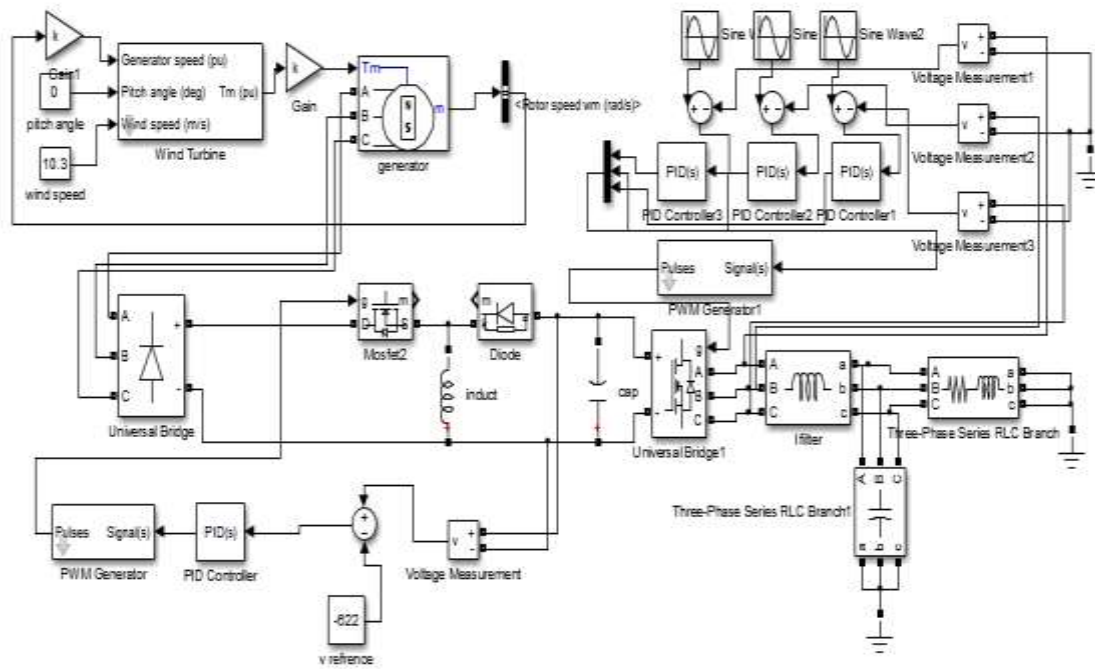 k
Gain1
0
pitch angle
10.3
wind speed
Generator speed (pu)
Pitch angle (deg)
Wind speed (m/s)
Tm (pu)
Wind Turbine
k
Gain
Tm
A
B
C
m
S
S
generator
<Rotor speed wm (rad/s)>
Sine
Sine
Sine Wave2
v
+
-
Voltage Measurement1
v
+
-
Voltage Measurement2
v
+
-
Voltage Measurement3
PID(s)
PID Controller3
PID(s)
PID Controller2
PID(s)
PID Controller1
Pulses
Signal(s)
PWM Generator1
A
B
C
+
-
Universal Bridge
g
m
D
S
Mosfet2
m
k
a
Diode
induct
cap
g
+
-
A
B
C
Universal Bridge1
A
B
C
a
b
c
lfilter
A
B
C
a
b
c
Three-Phase Series RLC Branch
A
B
C
a
b
c
Three-Phase Series RLC Branch1
Pulses
Signal(s)
PWM Generator
PID(s)
PID Controller
+
-
v
+
-
Voltage Measurement
-622
v refrence